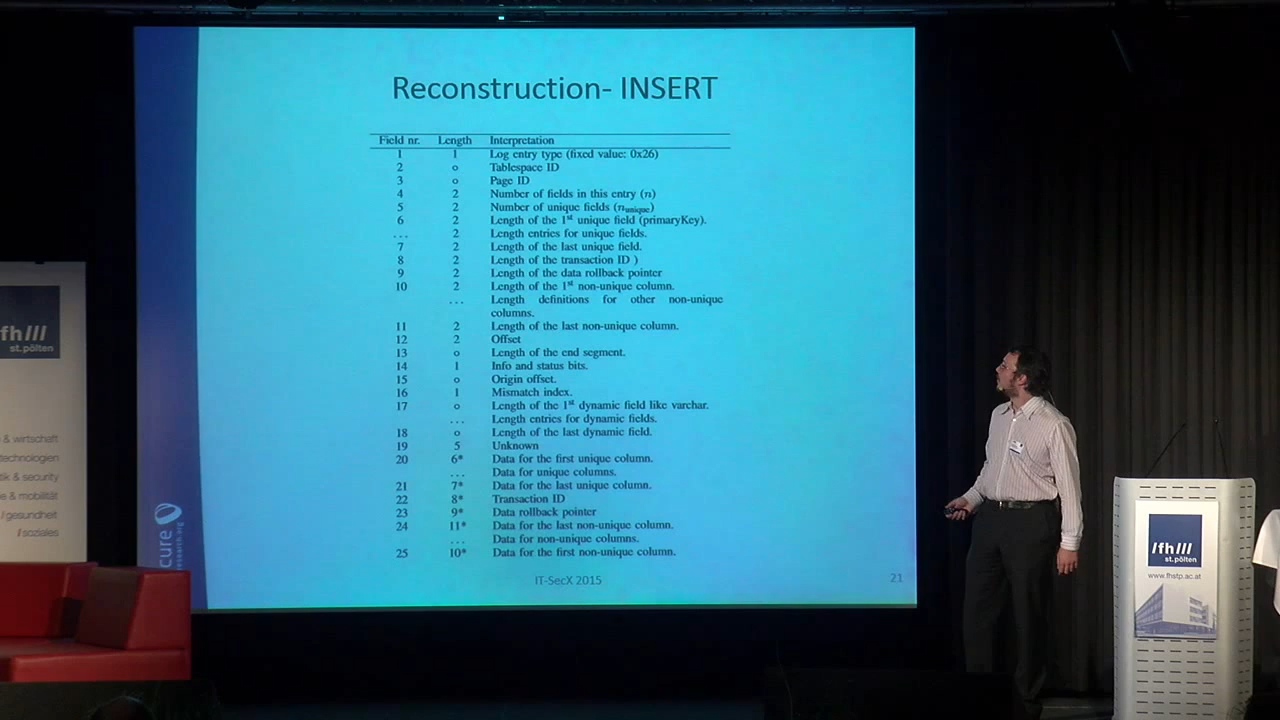 Reconstruction- INSERT
Field nr. Length Interpretation
1 1 Log entry type (fixed value: 0x26)
2 o Tablespace ID
3 o Page ID
4 2 Number of fields in this entry (n)
5 2 Number of unique fields (nunique)
6 2 Length of the 1st unique field (primaryKey).
... 2 Length entries for unique fields.
7 2 Length of the last unique field.
8 2 Length of the transaction ID )
9 2 Length of the data rollback pointer
10 2 Length of the 1st non-unique column.
... Length definitions for other non-unique
columns.
11 2 Length of the last non-unique column.
12 2 Offset
13 o Length of the end segment.
14 1 Info and status bits.
15 o Origin offset.
16 1 Mismatch index.
17 o Length of the 1st dynamic field like varchar.
... Length entries for dynamic fields.
18 o Length of the last dynamic field.
19 5 Unknown
20 6* Data for the first unique column.
... Data for unique columns.
21 7* Data for the last unique column.
22 8* Transaction ID
23 9* Data rollback pointer
24 11* Data for the last non-unique column.
... Data for non-unique columns.
25 10* Data for the first non-unique column.
IT-SecX 2015
21
cure
research.org
fh///
st.pölten
& wirtschaft
technologien
tik & security
e & mobilität
/gesundheit
/soziales
/fh///
st.pölten
www.fhstp.ac.at